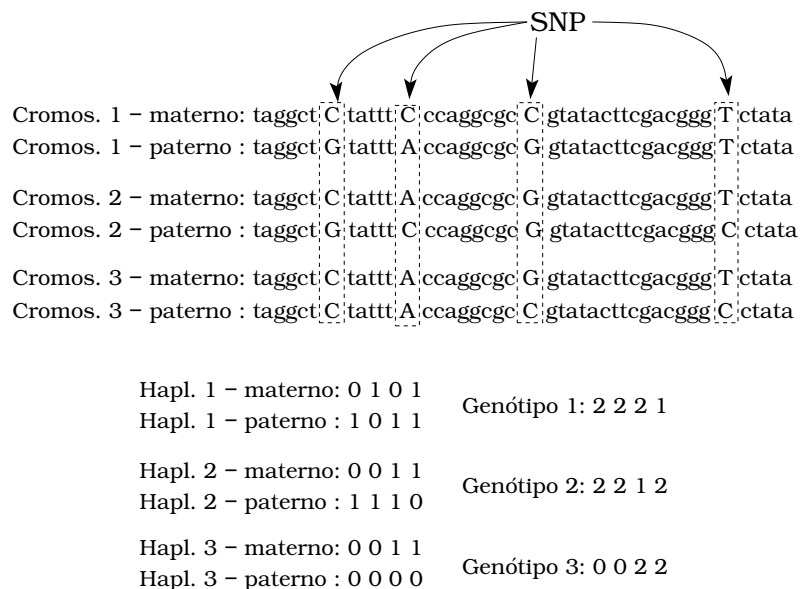 SNP
Cromos. 1 – materno: taggct C tattt C ccaggcgc C gtatacttcgacggg T ctata
Cromos. 1 – paterno: taggct G tattt A ccaggcgc G gtatacttcgacggg T ctata
Cromos. 2 – materno: taggct C tattt A ccaggcgc G gtatacttcgacggg T ctata
Cromos. 2 – paterno : taggct G tattt C ccaggcgc G gtatacttcgacggg C ctata
Cromos. 3 – materno: taggct C tattt A ccaggcgc G gtatacttcgacggg T ctata
Cromos. 3 – paterno : taggct C tattt A ccaggcgc C gtatacttcgacggg C ctata
Hapl. 1 – materno: 0 1 0 1
Hapl. 1 – paterno : 1 0 1 1
Genótipo 1: 2 2 2 1
Hapl. 2 – materno: 0 0 1 1
Hapl. 2 – paterno : 1 1 1 0
Genótipo 2: 2 2 1 2
Hapl. 3 – materno: 0 0 1 1
Hapl. 3 – paterno : 0 0 0 0
Genótipo 3: 0 0 2 2